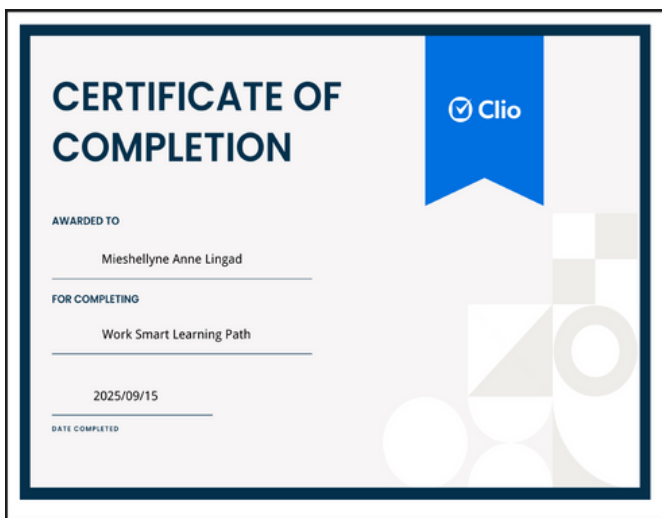 CERTIFICATE OF
COMPLETION
Clio
AWARDED TO
Mieshellyne Anne Lingad
FOR COMPLETING
Work Smart Learning Path
2025/09/15
DATE COMPLETED